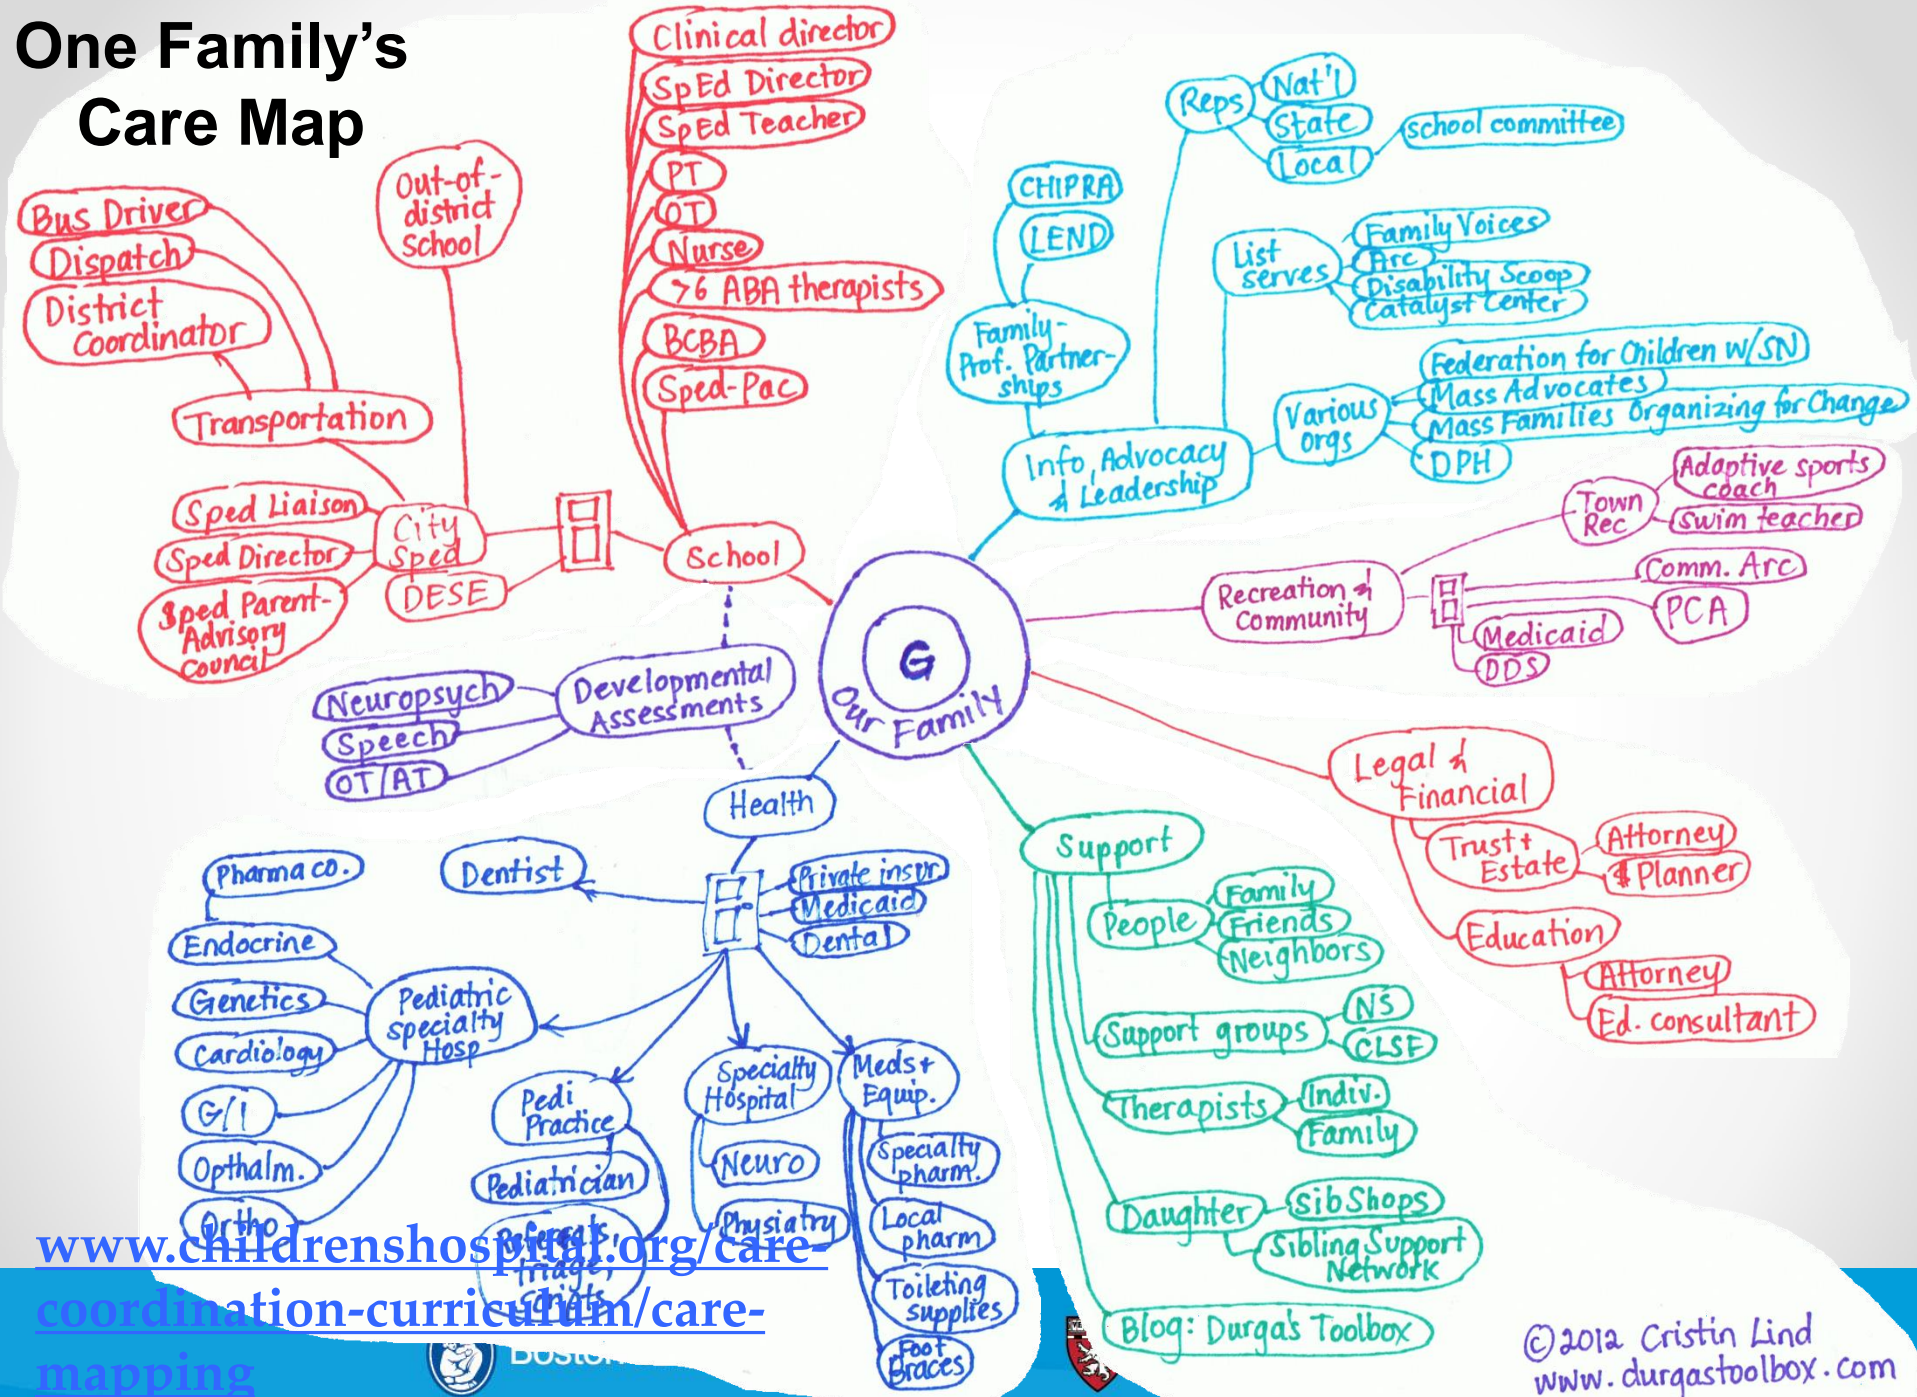 One Family’s
Care Map
Clinical director
SpEd Director
SpEd Teacher
PT
OT
Nurse
>6 ABA therapists
BCBA
Sped-Pac
School
Out-of-
district
School
Bus Driver
Dispatch
District
Coordinator
Transportation
Sped Liaison
Sped Director
Sped Parent-
Advisory
Council
City
Sped
DESE
Reps
Nat'l
State
Local
school committee
CHIPRA
LEND
Family-
Prof. Partner-
ships
List
serves
Family Voices
Arc
Disability Scoop
Catalyst Center
Various
orgs
Federation for Children w/SN
Mass Advocates
Mass Families Organizing for Change
DPH
Info, Advocacy
& Leadership
Town
Rec
Adaptive sports
coach
Swim teacher
Recreation &
Community
Comm. Arc
PCA
Medicaid
DDS
G
Our Family
Developmental
Assessments
Neuropsych
Speech
OT/AT
Health
Dentist
Private insur
Medicaid
Dental
Pharma co.
Endocrine
Genetics
Cardiology
G/I
Opthalm.
Ortho
Pediatric
specialty
Hosp
Pedi
Practice
Pediatrician
Referrals,
triage,
scripts
Specialty
Hospital
Neuro
Physiatry
Meds +
Equip.
Specialty
pharm.
Local
pharm
Toileting
supplies
Foot
Braces
Legal &
Financial
Trust +
Estate
Attorney
$ Planner
Education
Attorney
Ed. consultant
Support
People
Family
Friends
Neighbors
Support groups
NS
CLSF
Therapists
Indiv.
Family
Daughter
SibShops
Sibling Support
Network
Blog: Durga's Toolbox
www.childrenshospital.org/care-
coordination-curriculum/care-
mapping
Boston
©2012 Cristin Lind
www.durgastoolbox.com